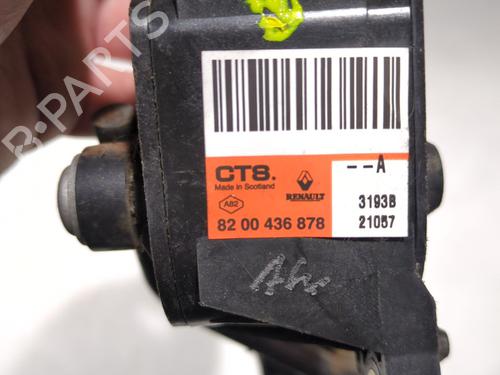 B-PARTS
CTS.
Made in Scotland
--A
A82
RENAULT
3193B
82 00 436 878
21057